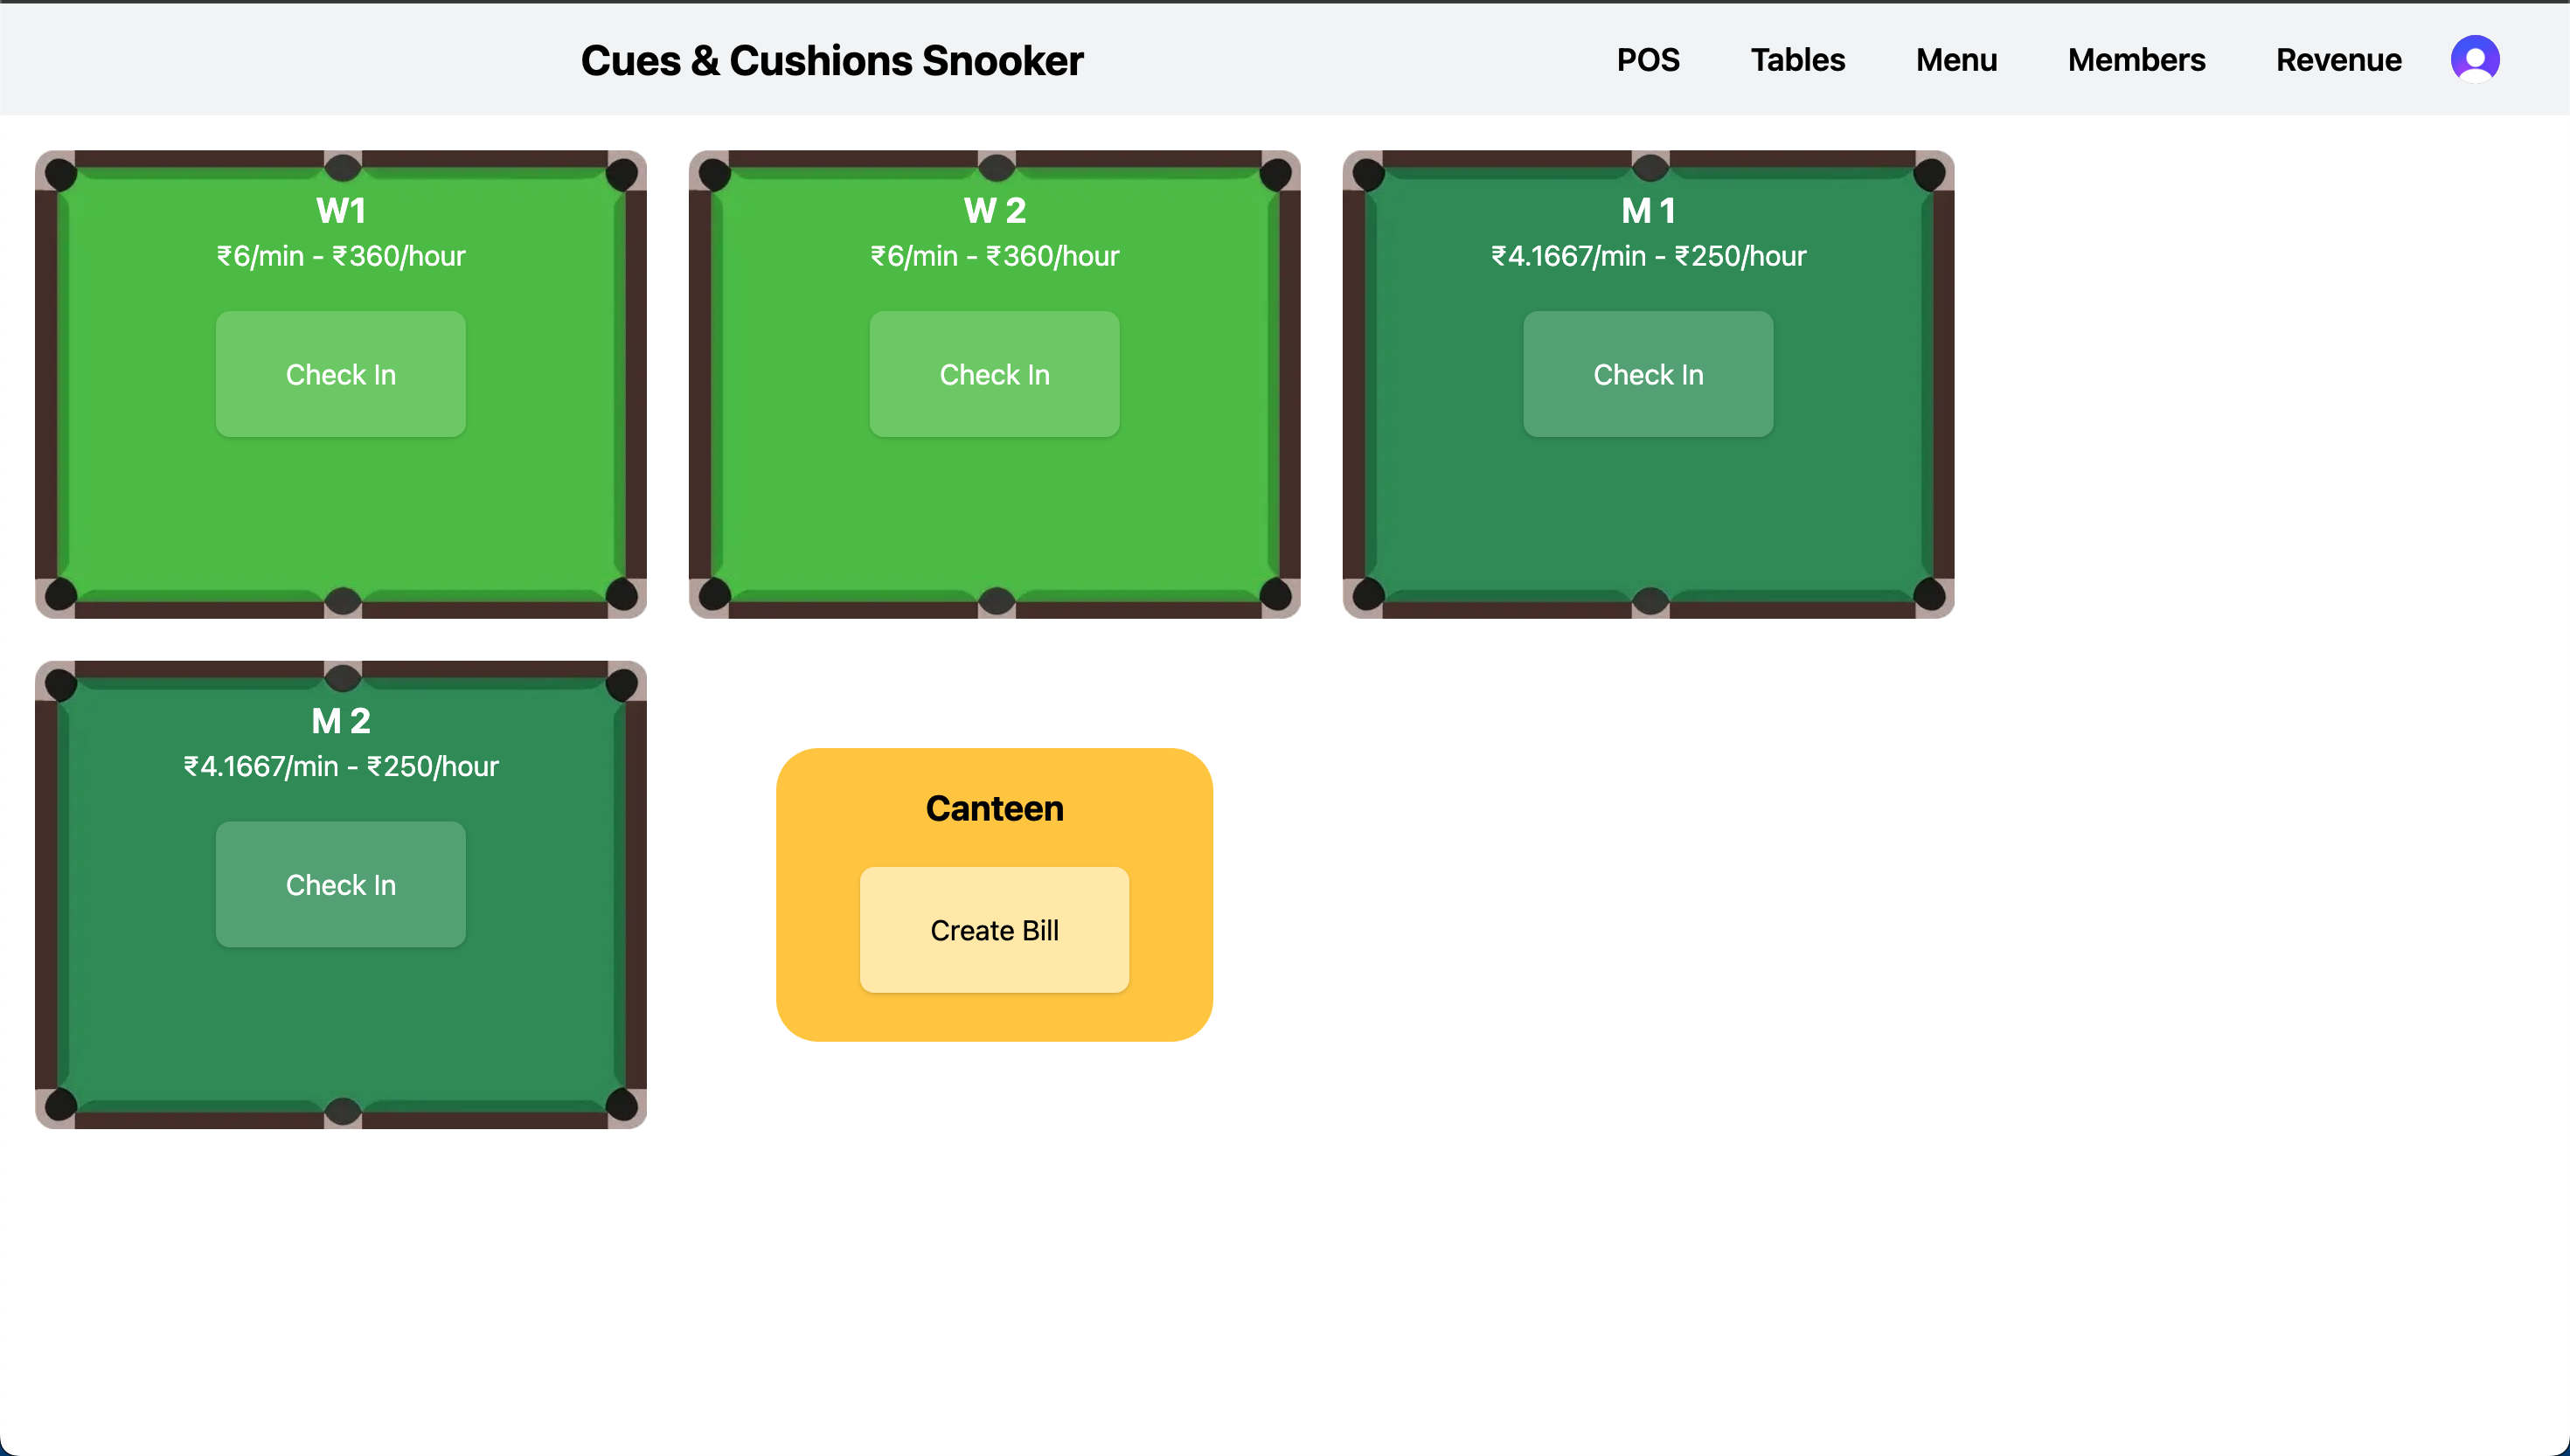 Cues & Cushions Snooker
POS Tables Menu Members Revenue
W1
₹6/min - ₹360/hour
Check In
W 2
₹6/min - ₹360/hour
Check In
M 1
₹4.1667/min - ₹250/hour
Check In
M 2
₹4.1667/min - ₹250/hour
Check In
Canteen
Create Bill